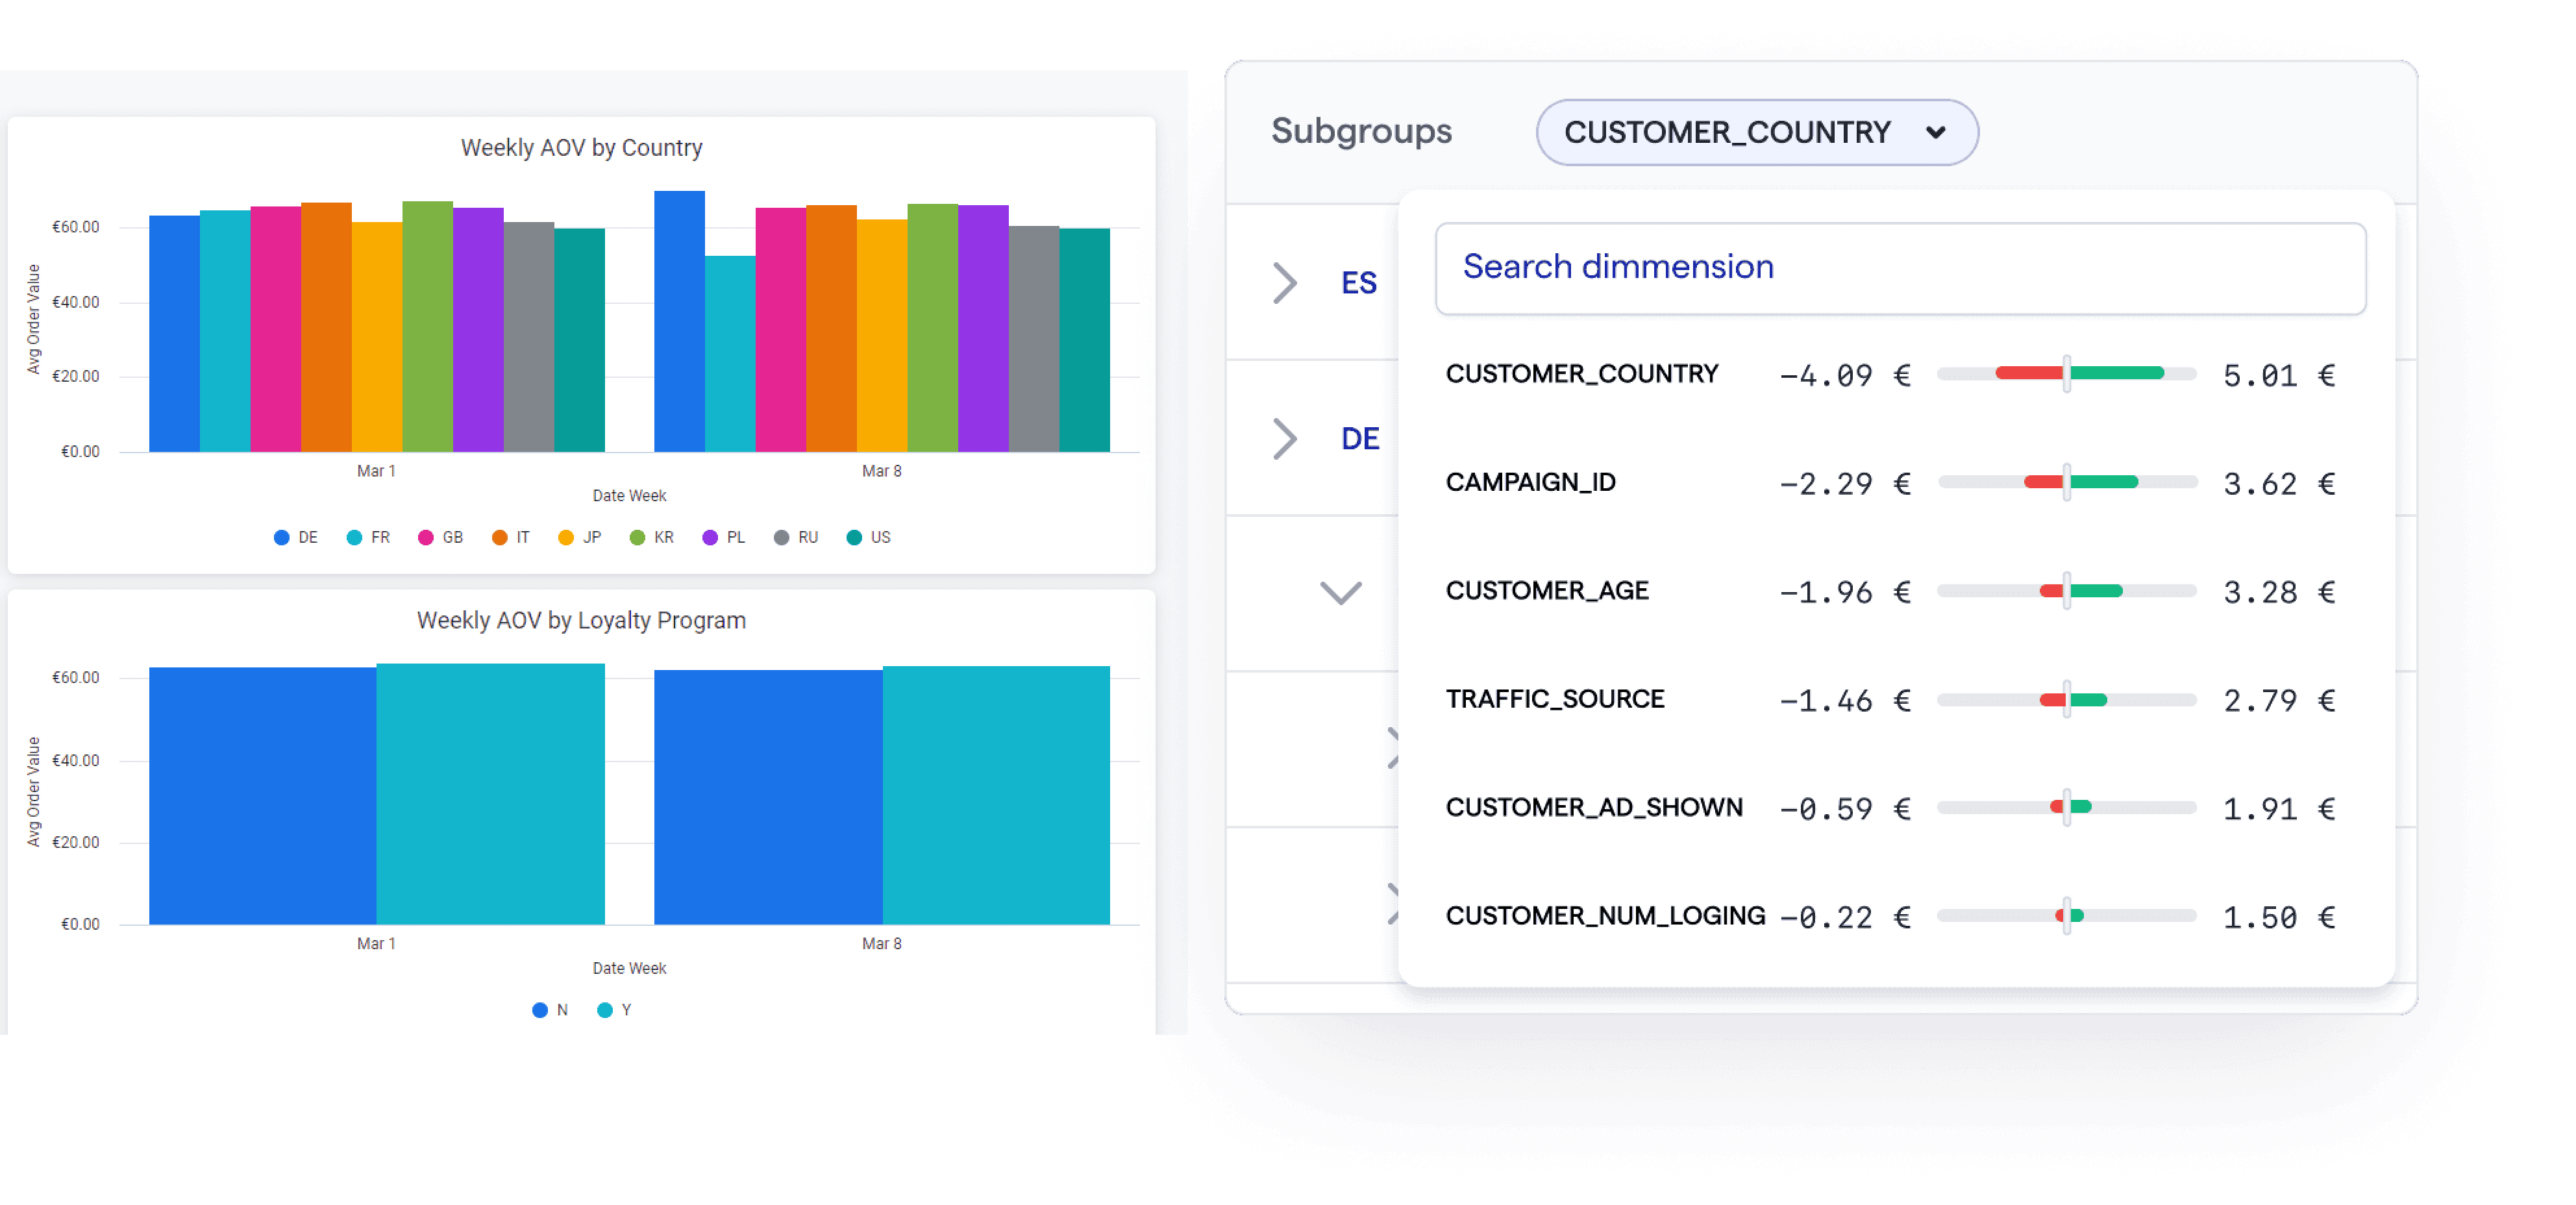 Weekly AOV by Country
Avg Order Value
€60.00
€40.00
€20.00
€0.00
Mar 1
Mar 8
Date Week
DE FR GB IT JP KR PL RU US
Weekly AOV by Loyalty Program
Avg Order Value
€60.00
€40.00
€20.00
€0.00
Mar 1
Mar 8
Date Week
N Y
Subgroups CUSTOMER_COUNTRY
ES
DE
Search dimmension
CUSTOMER_COUNTRY -4.09 € 5.01 €
CAMPAIGN_ID -2.29 € 3.62 €
CUSTOMER_AGE -1.96 € 3.28 €
TRAFFIC_SOURCE -1.46 € 2.79 €
CUSTOMER_AD_SHOWN -0.59 € 1.91 €
CUSTOMER_NUM_LOGING -0.22 € 1.50 €